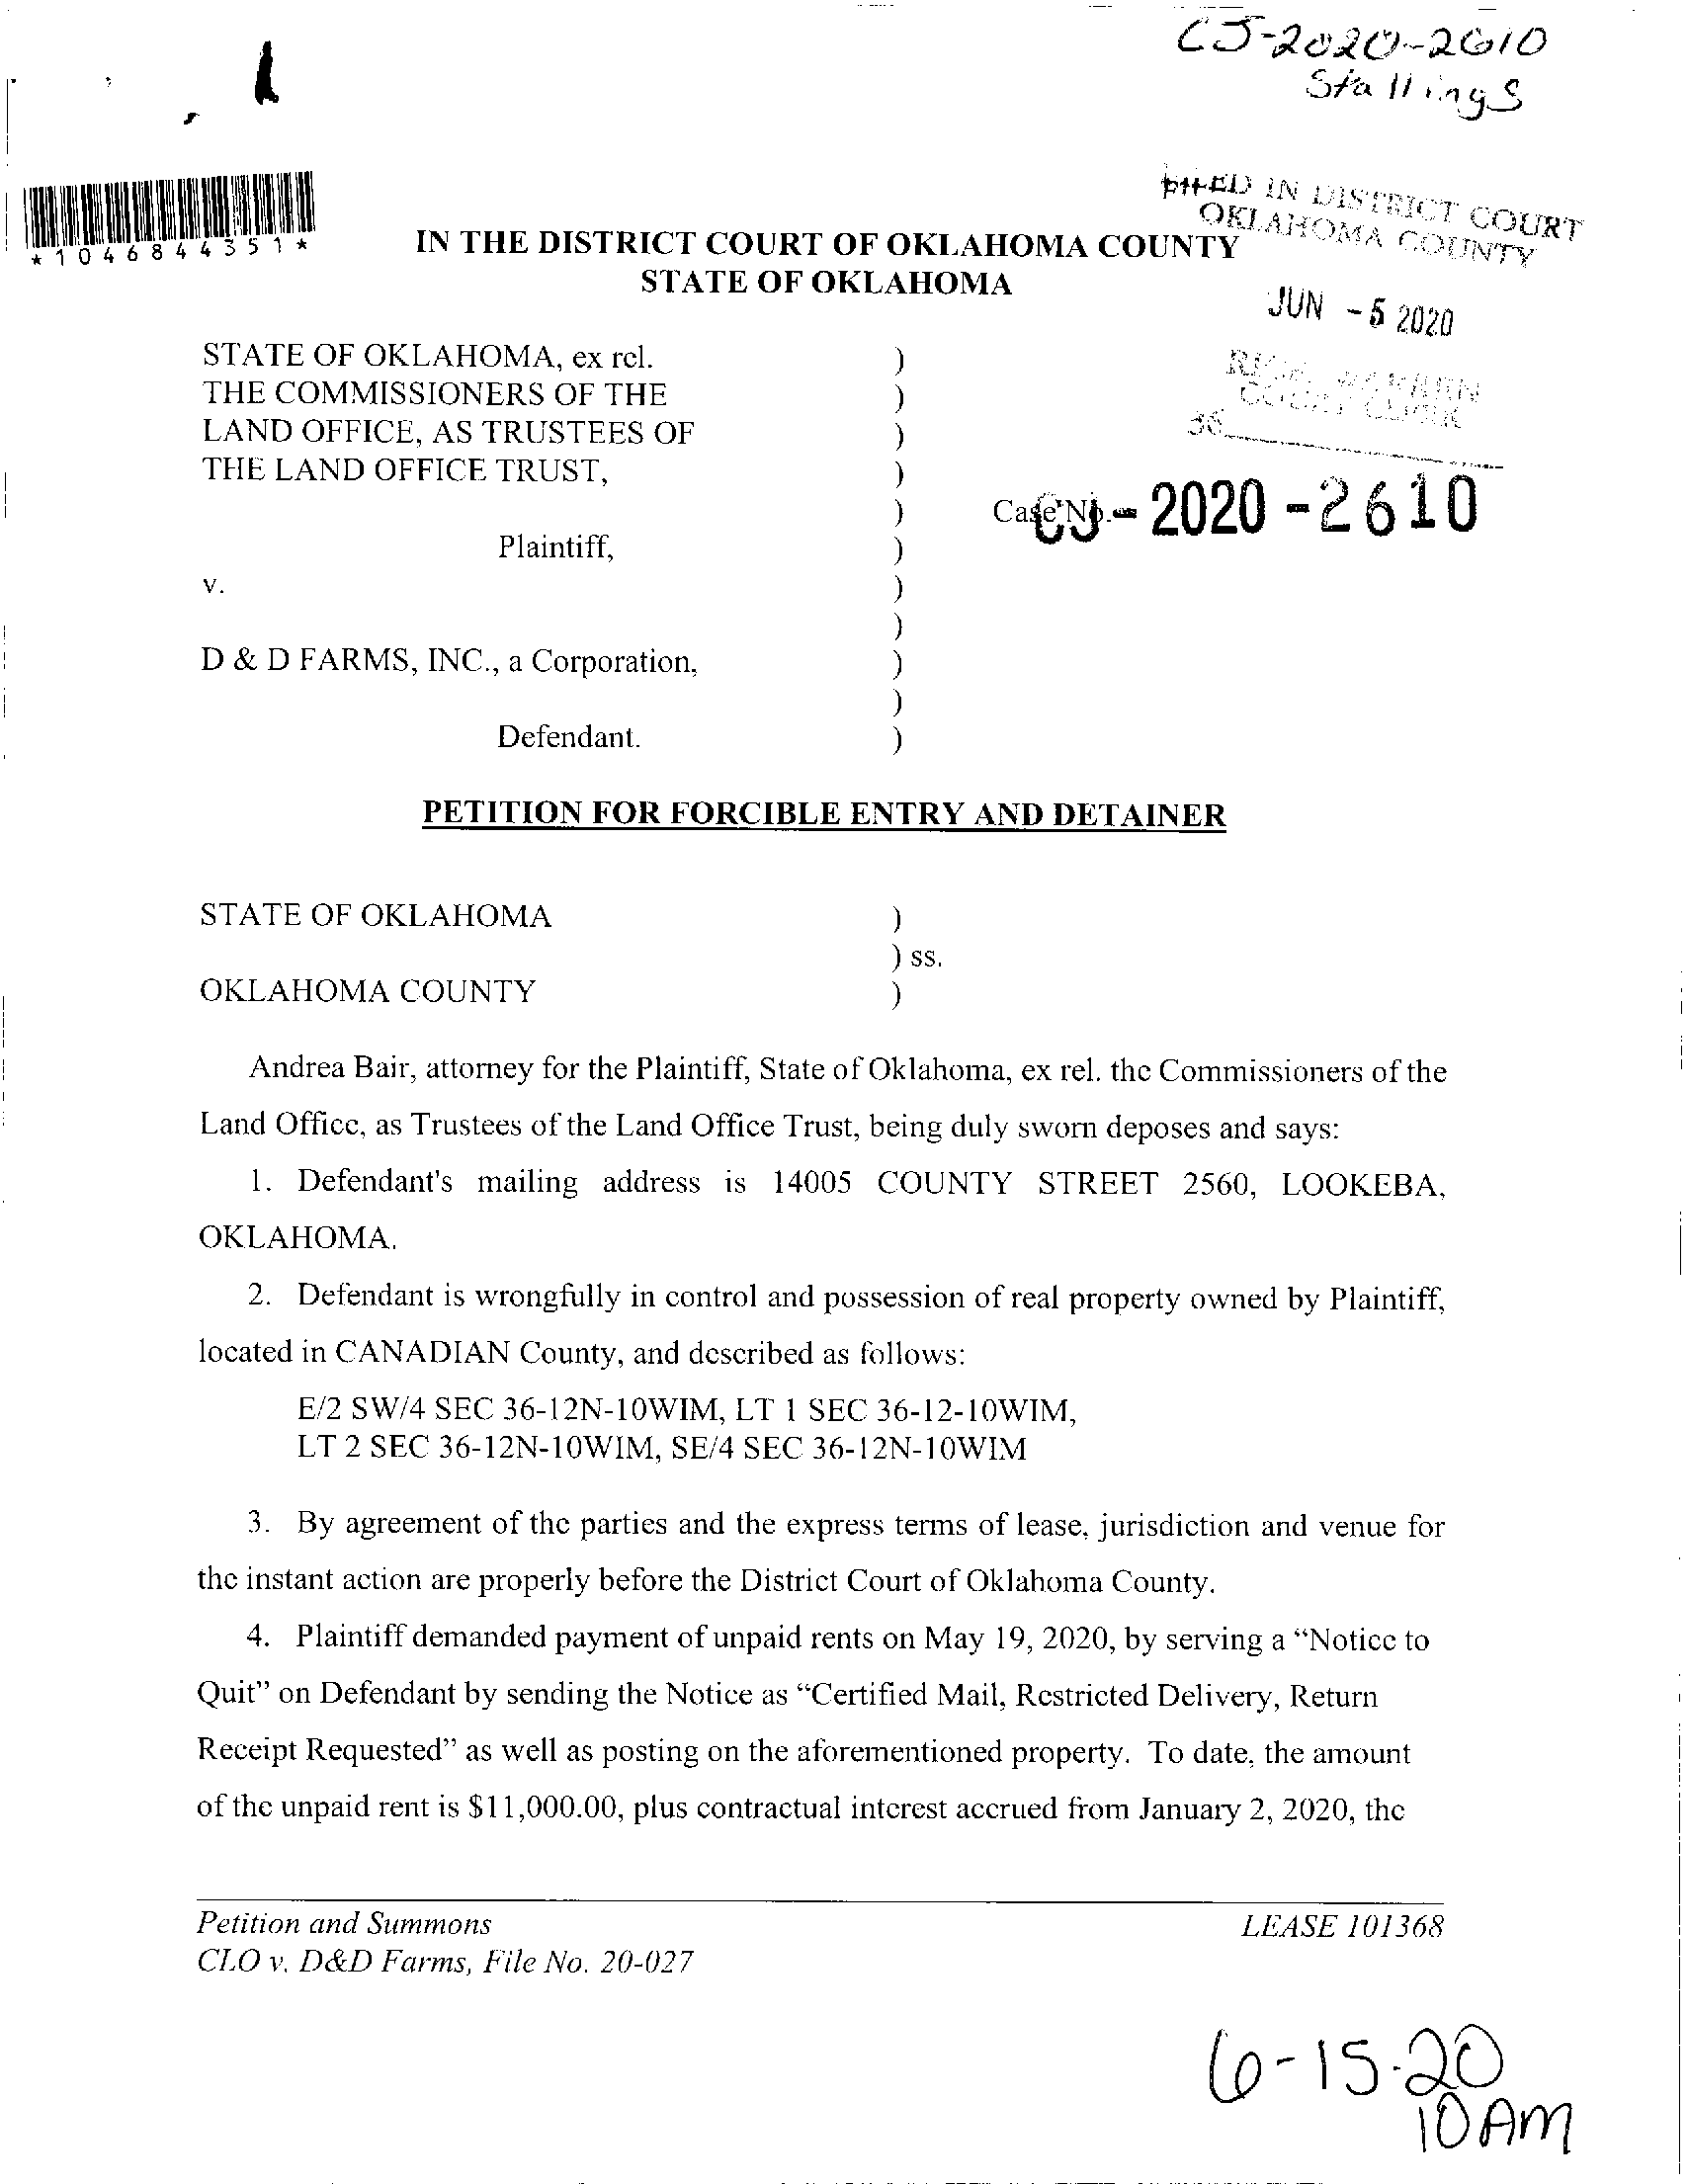 CJ-2020-2610
Stallings
FILED IN DISTRICT COURT
OKLAHOMA COUNTY
*1046844351*
IN THE DISTRICT COURT OF OKLAHOMA COUNTY
STATE OF OKLAHOMA
JUN - 5 2020
STATE OF OKLAHOMA, ex rel. )
THE COMMISSIONERS OF THE )
COURT CLERK
LAND OFFICE, AS TRUSTEES OF )
36
THE LAND OFFICE TRUST, )
) Case No. CJ - 2020 - 2610
Plaintiff, )
v. )
)
D & D FARMS, INC., a Corporation, )
)
Defendant. )
PETITION FOR FORCIBLE ENTRY AND DETAINER
STATE OF OKLAHOMA )
) ss.
OKLAHOMA COUNTY )
Andrea Bair, attorney for the Plaintiff, State of Oklahoma, ex rel. the Commissioners of the
Land Office, as Trustees of the Land Office Trust, being duly sworn deposes and says:
1. Defendant's mailing address is 14005 COUNTY STREET 2560, LOOKEBA,
OKLAHOMA.
2. Defendant is wrongfully in control and possession of real property owned by Plaintiff,
located in CANADIAN County, and described as follows:
E/2 SW/4 SEC 36-12N-10WIM, LT 1 SEC 36-12-10WIM,
LT 2 SEC 36-12N-10WIM, SE/4 SEC 36-12N-10WIM
3. By agreement of the parties and the express terms of lease, jurisdiction and venue for
the instant action are properly before the District Court of Oklahoma County.
4. Plaintiff demanded payment of unpaid rents on May 19, 2020, by serving a “Notice to
Quit” on Defendant by sending the Notice as “Certified Mail, Restricted Delivery, Return
Receipt Requested” as well as posting on the aforementioned property. To date, the amount
of the unpaid rent is $11,000.00, plus contractual interest accrued from January 2, 2020, the
Petition and Summons LEASE 101368
CLO v. D&D Farms, File No. 20-027
6-15-20
10 AM